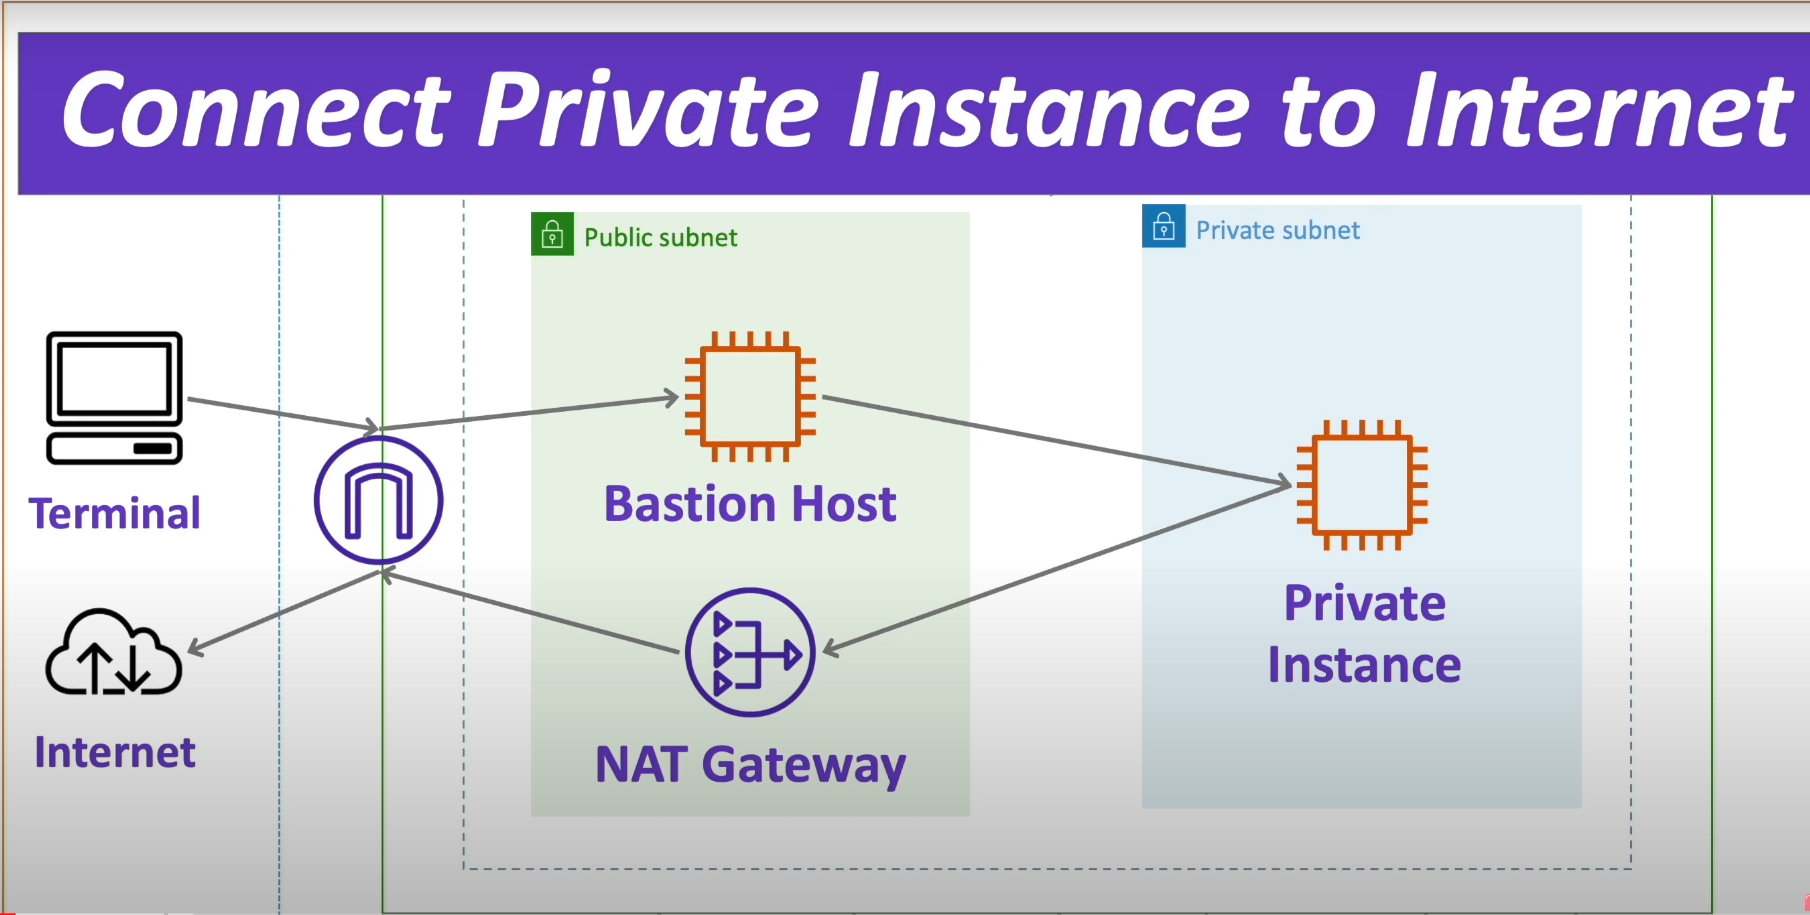 Connect Private Instance to Internet
Public subnet
Private subnet
Terminal
Bastion Host
Private
Instance
Internet
NAT Gateway